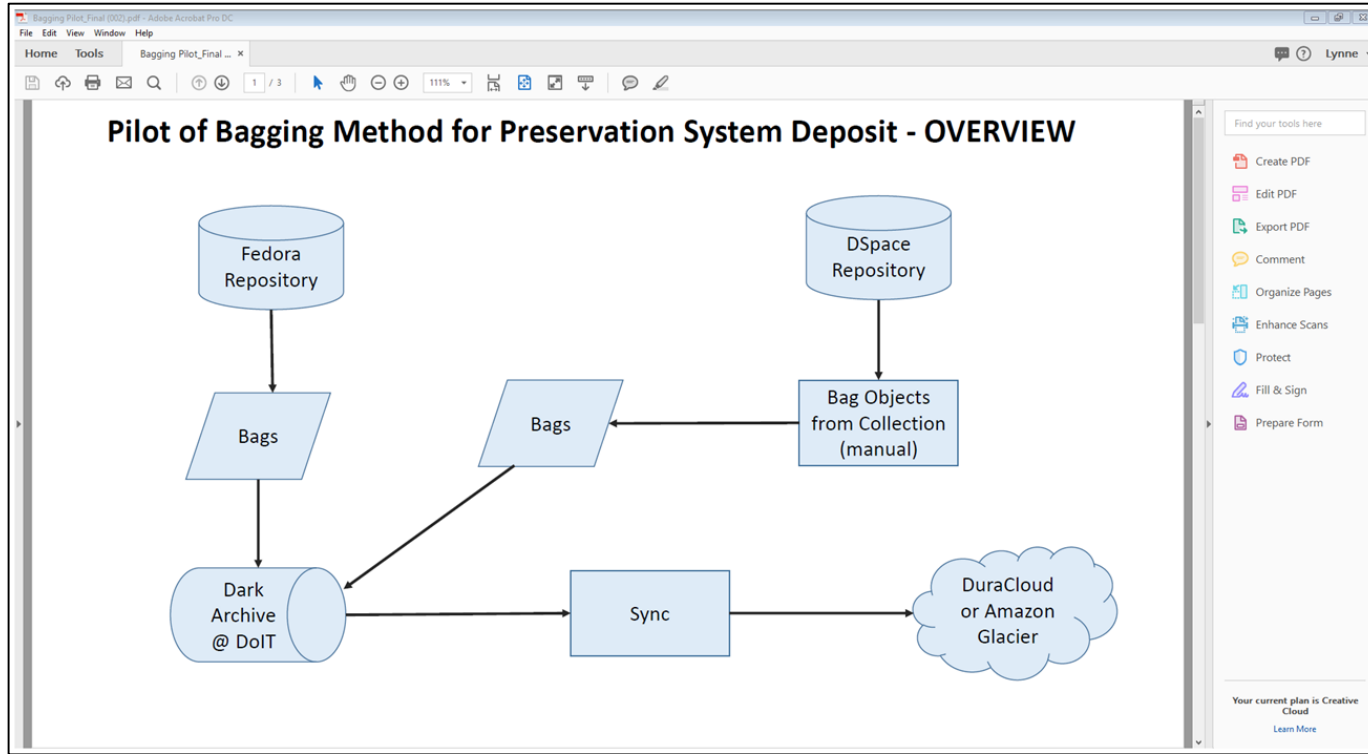 Bagging Pilot_Final (002).pdf - Adobe Acrobat Pro DC
File Edit View Window Help
Home Tools Bagging Pilot_Final ... × Lynne
1 / 3 111%
Pilot of Bagging Method for Preservation System Deposit - OVERVIEW
Fedora
Repository
DSpace
Repository
Bags
Bags
Bag Objects
from Collection
(manual)
Dark
Archive
@ DoIT
Sync
DuraCloud
or Amazon
Glacier
Find your tools here
Create PDF
Edit PDF
Export PDF
Comment
Organize Pages
Enhance Scans
Protect
Fill & Sign
Prepare Form
Your current plan is Creative
Cloud
Learn More